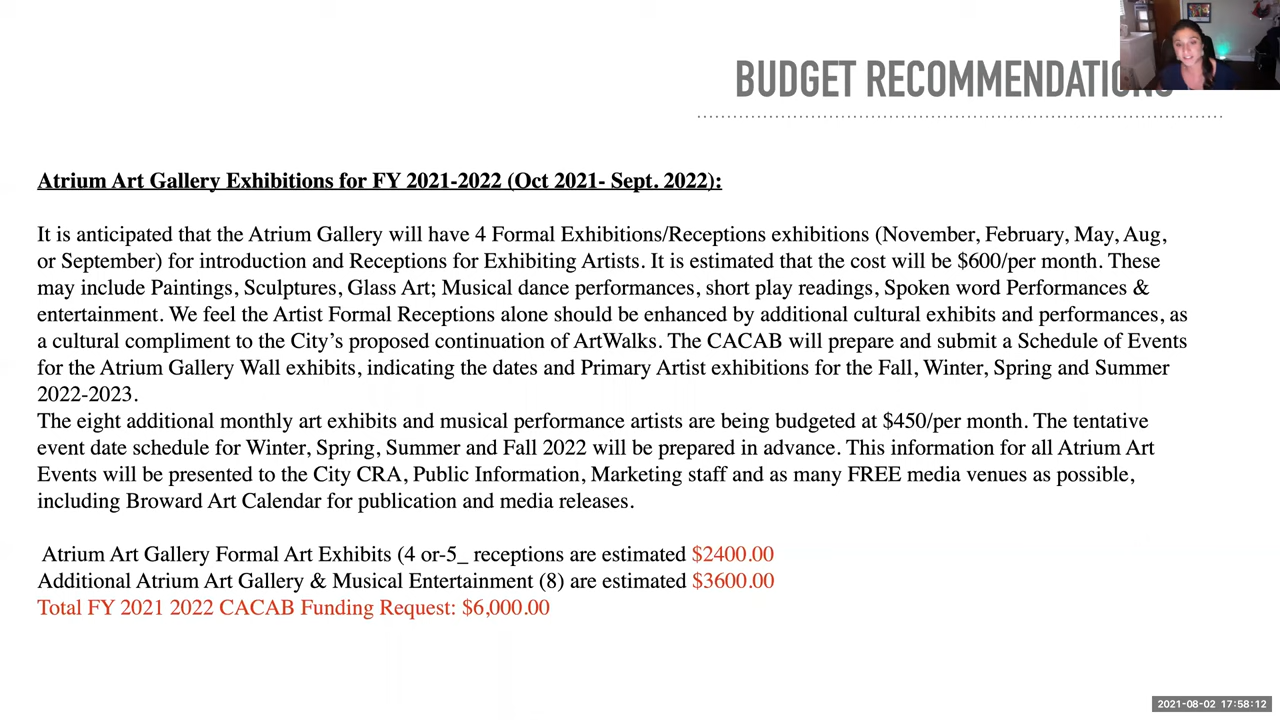 BUDGET RECOMMENDATIONS
Atrium Art Gallery Exhibitions for FY 2021-2022 (Oct 2021- Sept. 2022):
It is anticipated that the Atrium Gallery will have 4 Formal Exhibitions/Receptions exhibitions (November, February, May, Aug,
or September) for introduction and Receptions for Exhibiting Artists. It is estimated that the cost will be $600/per month. These
may include Paintings, Sculptures, Glass Art; Musical dance performances, short play readings, Spoken word Performances &
entertainment. We feel the Artist Formal Receptions alone should be enhanced by additional cultural exhibits and performances, as
a cultural compliment to the City’s proposed continuation of ArtWalks. The CACAB will prepare and submit a Schedule of Events
for the Atrium Gallery Wall exhibits, indicating the dates and Primary Artist exhibitions for the Fall, Winter, Spring and Summer
2022-2023.
The eight additional monthly art exhibits and musical performance artists are being budgeted at $450/per month. The tentative
event date schedule for Winter, Spring, Summer and Fall 2022 will be prepared in advance. This information for all Atrium Art
Events will be presented to the City CRA, Public Information, Marketing staff and as many FREE media venues as possible,
including Broward Art Calendar for publication and media releases.
Atrium Art Gallery Formal Art Exhibits (4 or-5_ receptions are estimated $2400.00
Additional Atrium Art Gallery & Musical Entertainment (8) are estimated $3600.00
Total FY 2021 2022 CACAB Funding Request: $6,000.00
2021-08-02 17:58:12